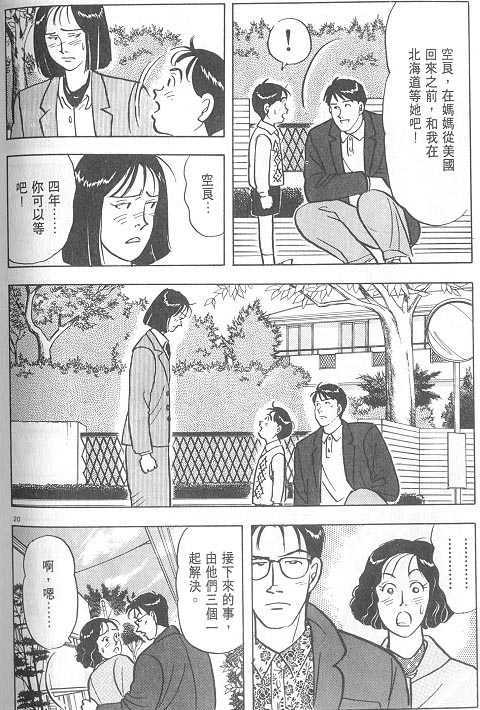 空良，在媽媽從美國
回來之前，和我在
北海道等她吧！
！
空良…
四年……
你可以等
吧！
20
………
接下來的事，
由他們三個一
起解決。
啊，嗯……